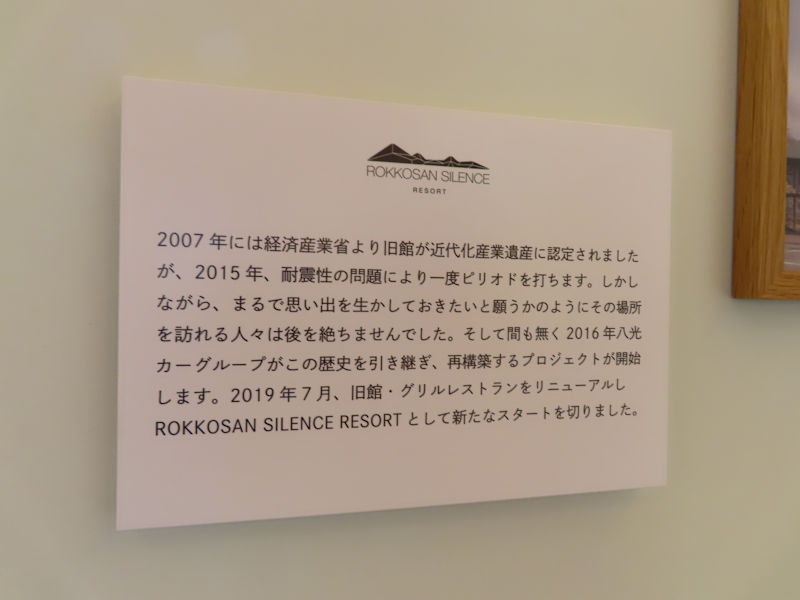 ROKKOSAN SILENCE
RESORT
2007年には経済産業省より旧館が近代化産業遺産に認定されました
が、2015年、耐震性の問題により一度ピリオドを打ちます。しかし
ながら、まるで思い出を生かしておきたいと願うかのようにその場所
を訪れる人々は後を絶ちませんでした。そして間も無く2016年八光
カーグループがこの歴史を引き継ぎ、再構築するプロジェクトが開始
します。2019年7月、旧館・グリルレストランをリニューアルし
ROKKOSAN SILENCE RESORTとして新たなスタートを切りました。